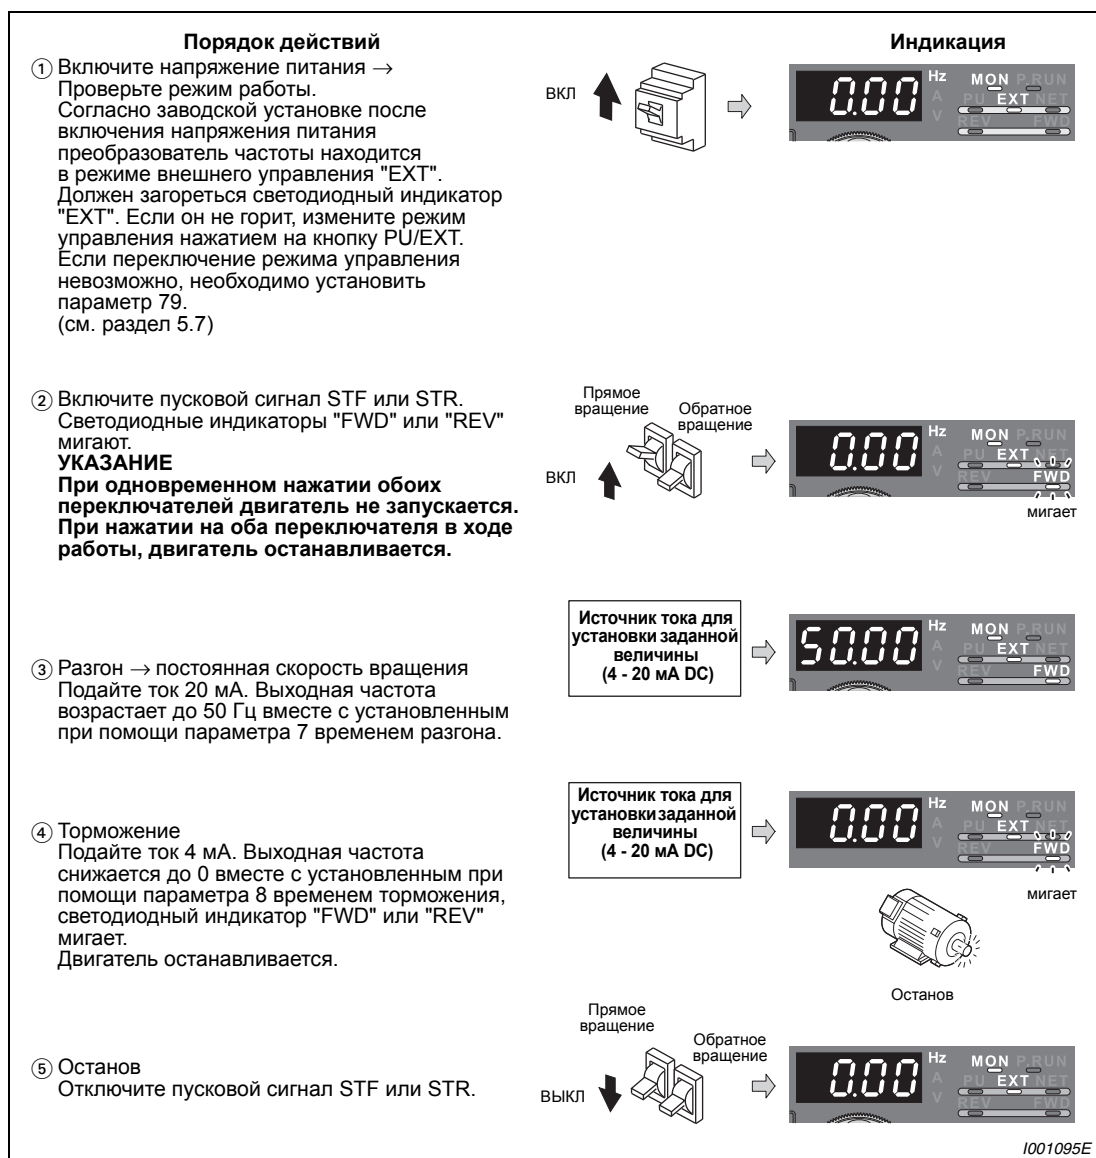 Порядок действий
Индикация
① Включите напряжение питания →
Проверьте режим работы.
Согласно заводской установке после
включения напряжения питания
преобразователь частоты находится
в режиме внешнего управления "EXT".
Должен загореться светодиодный индикатор
"EXT". Если он не горит, измените режим
управления нажатием на кнопку PU/EXT.
Если переключение режима управления
невозможно, необходимо установить
параметр 79.
(см. раздел 5.7)
ВКЛ
0.00 Hz MON P.RUN
A PU EXT NET
V REV FWD
② Включите пусковой сигнал STF или STR.
Светодиодные индикаторы "FWD" или "REV"
мигают.
УКАЗАНИЕ
При одновременном нажатии обоих
переключателей двигатель не запускается.
При нажатии на оба переключателя в ходе
работы, двигатель останавливается.
Прямое
вращение
Обратное
вращение
ВКЛ
0.00 Hz MON P.RUN
A PU EXT NET
V REV FWD
мигает
③ Разгон → постоянная скорость вращения
Подайте ток 20 мА. Выходная частота
возрастает до 50 Гц вместе с установленным
при помощи параметра 7 временем разгона.
Источник тока для
установки заданной
величины
(4 - 20 мА DC)
50.00 Hz MON P.RUN
A PU EXT NET
V REV FWD
④ Торможение
Подайте ток 4 мА. Выходная частота
снижается до 0 вместе с установленным при
помощи параметра 8 временем торможения,
светодиодный индикатор "FWD" или "REV"
мигает.
Двигатель останавливается.
Источник тока для
установки заданной
величины
(4 - 20 мА DC)
0.00 Hz MON P.RUN
A PU EXT NET
V REV FWD
мигает
Останов
⑤ Останов
Отключите пусковой сигнал STF или STR.
Прямое
вращение
Обратное
вращение
ВЫКЛ
0.00 Hz MON P.RUN
A PU EXT NET
V REV FWD
I001095E